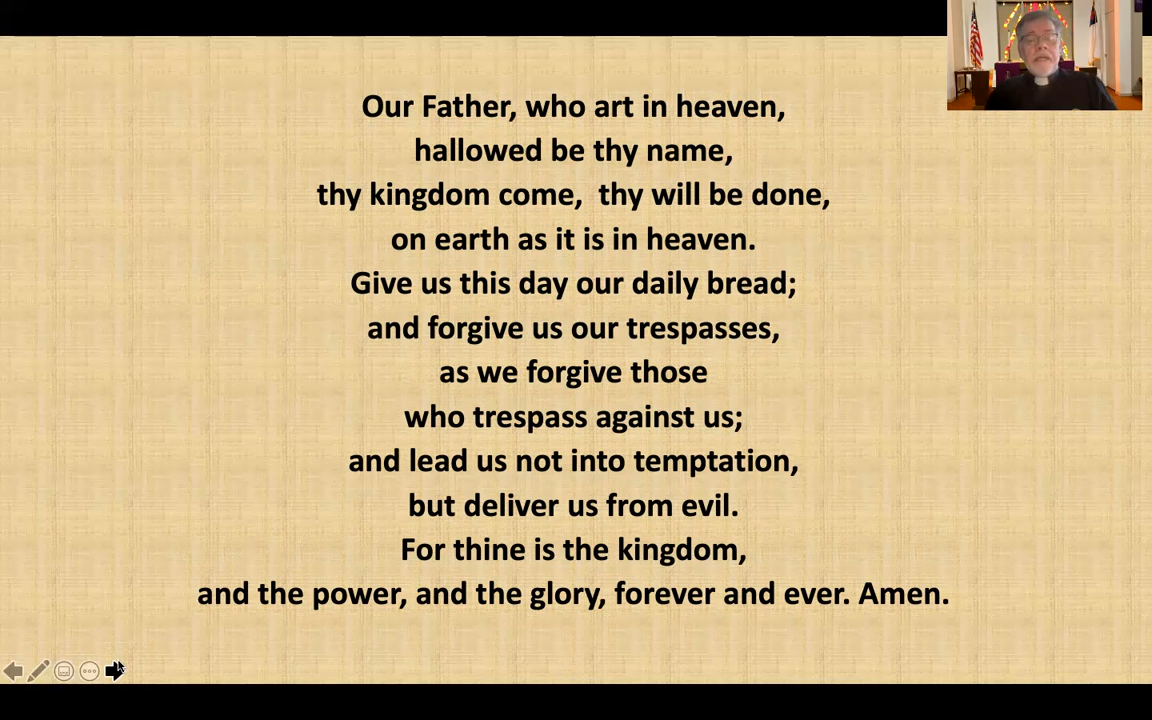 Our Father, who art in heaven,
hallowed be thy name,
thy kingdom come,  thy will be done,
on earth as it is in heaven.
Give us this day our daily bread;
and forgive us our trespasses,
as we forgive those
who trespass against us;
and lead us not into temptation,
but deliver us from evil.
For thine is the kingdom,
and the power, and the glory, forever and ever. Amen.